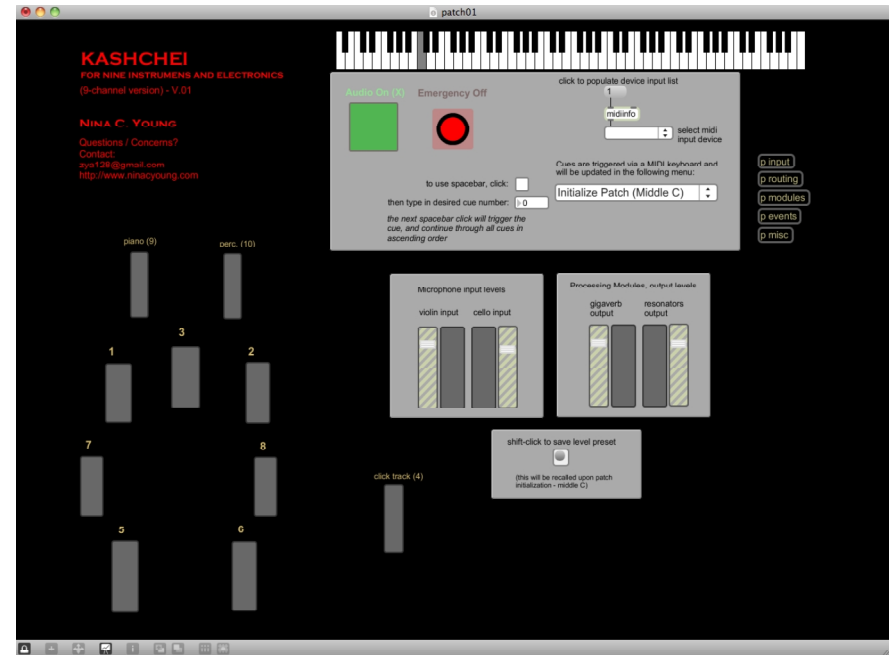 patch01
KASHCHEI
FOR NINE INSTRUMENS AND ELECTRONICS
(9-channel version) - V.01
NINA C. YOUNG
Questions / Concerns?
Contact:
http://www.ninacyoung.com
Audio On (X)
Emergency Off
click to populate device input list
1
midiinfo
select midi
input device
to use spacebar, click:
then type in desired cue number:
0
the next spacebar click will trigger the
cue, and continue through all cues in
ascending order
Cues are triggered via a MIDI keyboard and
will be updated in the following menu:
Initialize Patch (Middle C)
p input
p routing
p modules
p events
p misc
piano (9)
perc. (10)
3
1
2
7
8
5
6
Microphone input levels
violin input
cello input
Processing Modules, output levels
gigaverb
output
resonators
output
shift-click to save level preset
(this will be recalled upon patch
initialization - middle C)
click track (4)